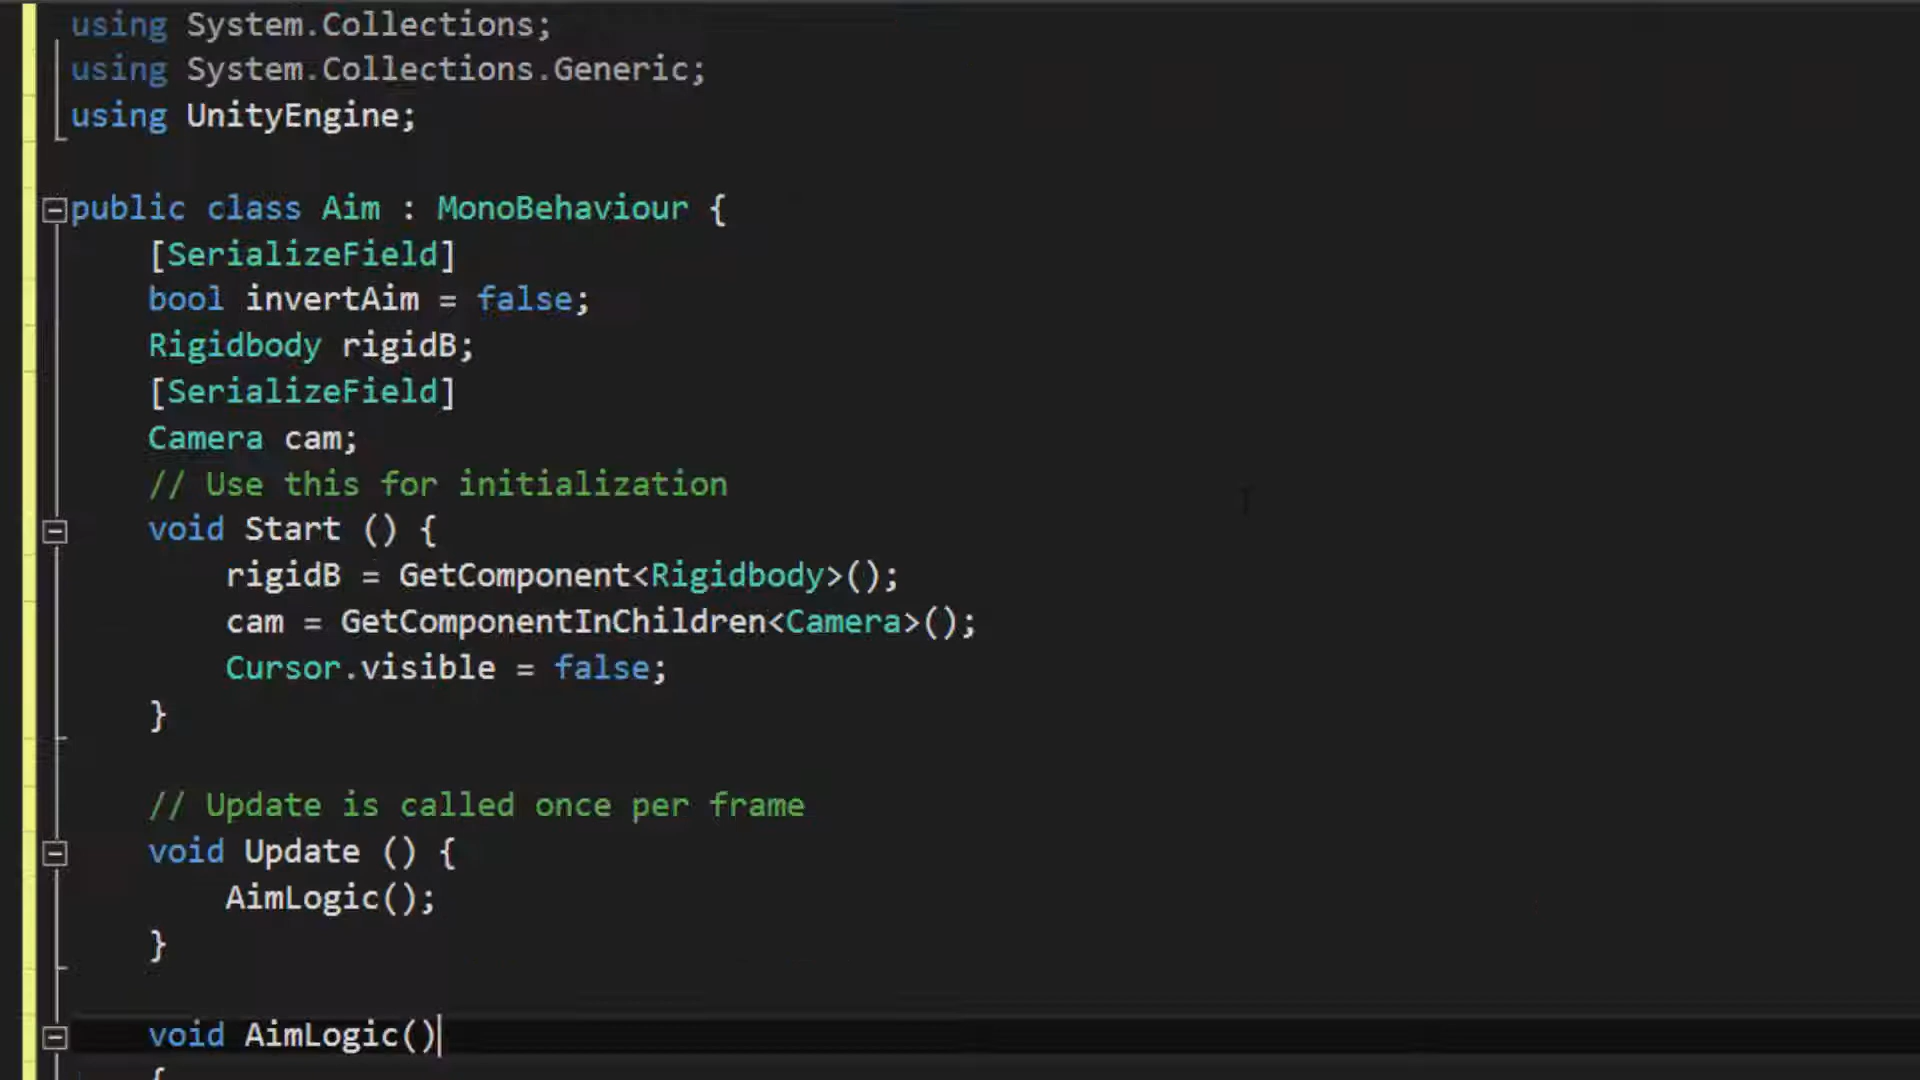 using System.Collections;
using System.Collections.Generic;
using UnityEngine;
public class Aim : MonoBehaviour {
[SerializeField]
bool invertAim = false;
Rigidbody rigidB;
[SerializeField]
Camera cam;
// Use this for initialization
void Start () {
rigidB = GetComponent<Rigidbody>();
cam = GetComponentInChildren<Camera>();
Cursor.visible = false;
}
// Update is called once per frame
void Update () {
AimLogic();
}
void AimLogic()
{